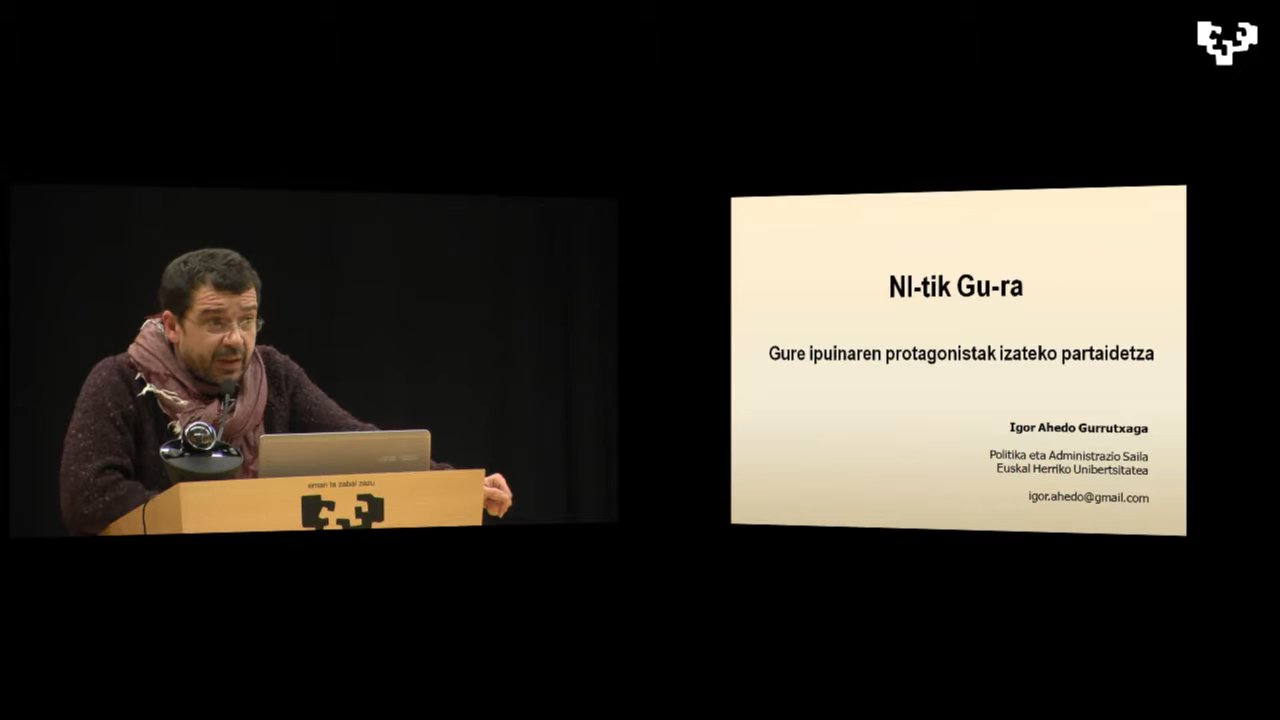 eman ta zabal zazu
NI-tik Gu-ra
Gure ipuinaren protagonistak izateko partaidetza
Igor Ahedo Gurrutxaga
Politika eta Administrazio Saila
Euskal Herriko Unibertsitatea
igor.ahedo@gmail.com